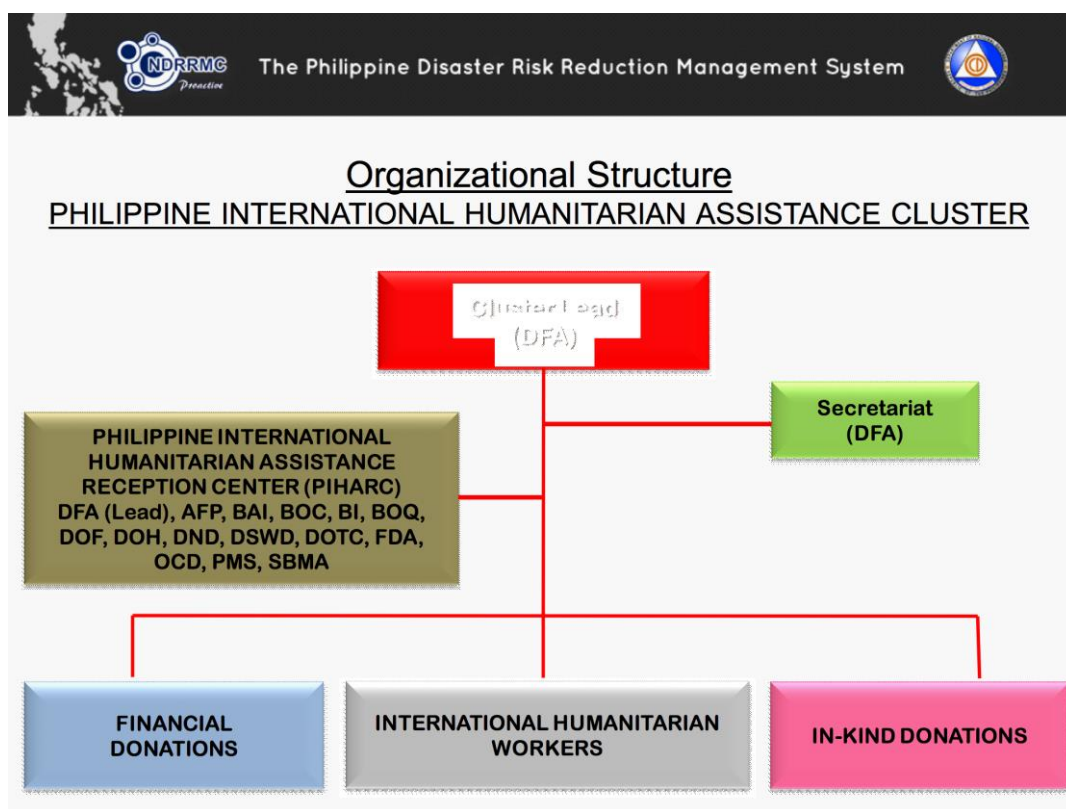 NDRRMC
Proactive
The Philippine Disaster Risk Reduction Management System
Organizational Structure
PHILIPPINE INTERNATIONAL HUMANITARIAN ASSISTANCE CLUSTER
Cluster Lead
(DFA)
Secretariat
(DFA)
PHILIPPINE INTERNATIONAL
HUMANITARIAN ASSISTANCE
RECEPTION CENTER (PIHARC)
DFA (Lead), AFP, BAI, BOC, BI, BOQ,
DOF, DOH, DND, DSWD, DOTC, FDA,
OCD, PMS, SBMA
FINANCIAL
DONATIONS
INTERNATIONAL HUMANITARIAN
WORKERS
IN-KIND DONATIONS